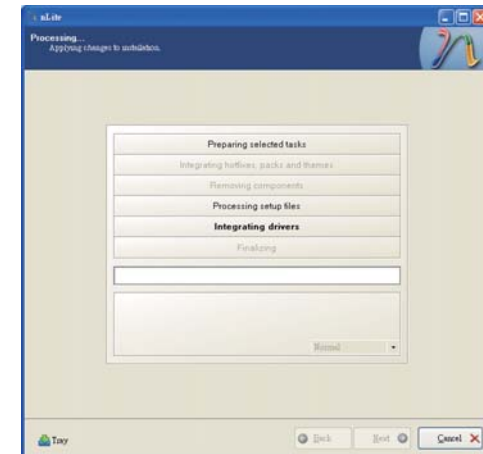 nLite
Processing...
Applying changes to installation.
Preparing selected tasks
Integrating hotfixes, packs and themes
Removing components
Processing setup files
Integrating drivers
Finalizing
Normal
Tray
Back
Next
Cancel